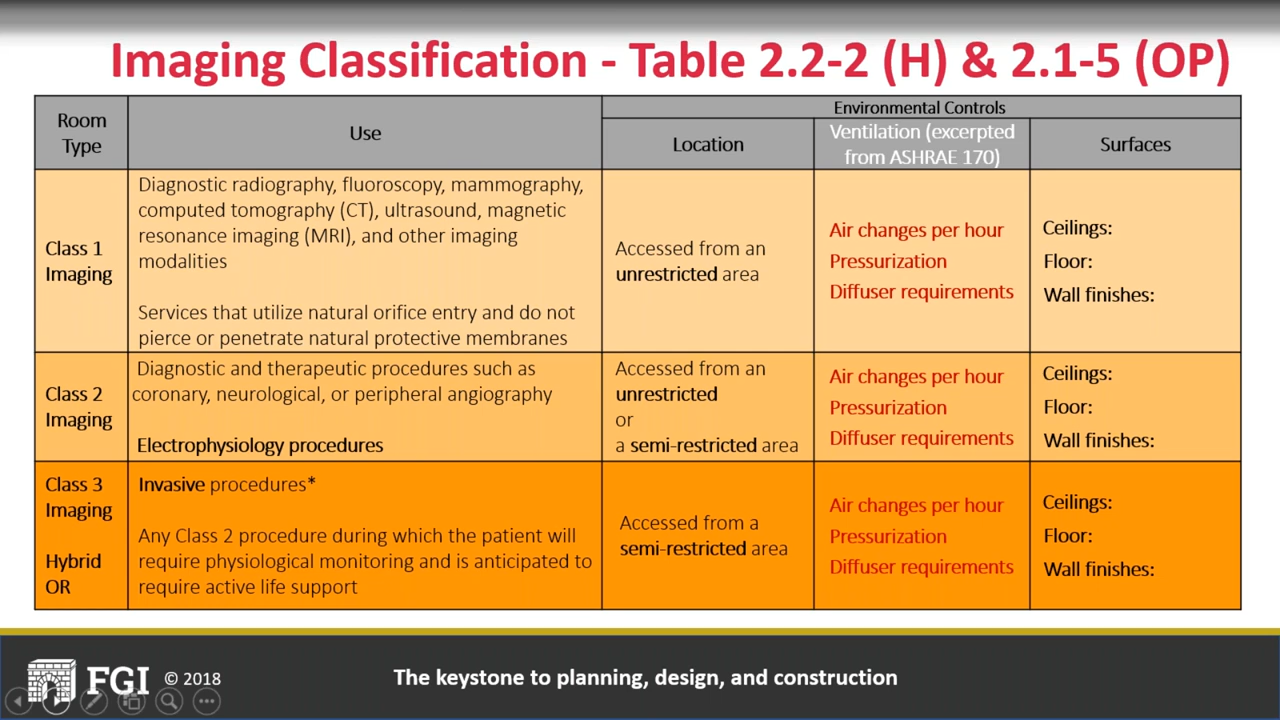 Imaging Classification - Table 2.2-2 (H) & 2.1-5 (OP)
Room
Type
Use
Environmental Controls
Location
Ventilation (excerpted
from ASHRAE 170)
Surfaces
Class 1
Imaging
Diagnostic radiography, fluoroscopy, mammography,
computed tomography (CT), ultrasound, magnetic
resonance imaging (MRI), and other imaging
modalities
Services that utilize natural orifice entry and do not
pierce or penetrate natural protective membranes
Accessed from an
unrestricted area
Air changes per hour
Pressurization
Diffuser requirements
Ceilings:
Floor:
Wall finishes:
Class 2
Imaging
Diagnostic and therapeutic procedures such as
coronary, neurological, or peripheral angiography
Electrophysiology procedures
Accessed from an
unrestricted
or
a semi-restricted area
Air changes per hour
Pressurization
Diffuser requirements
Ceilings:
Floor:
Wall finishes:
Class 3
Imaging
Hybrid
OR
Invasive procedures*
Any Class 2 procedure during which the patient will
require physiological monitoring and is anticipated to
require active life support
Accessed from a
semi-restricted area
Air changes per hour
Pressurization
Diffuser requirements
Ceilings:
Floor:
Wall finishes:
FGI © 2018
The keystone to planning, design, and construction